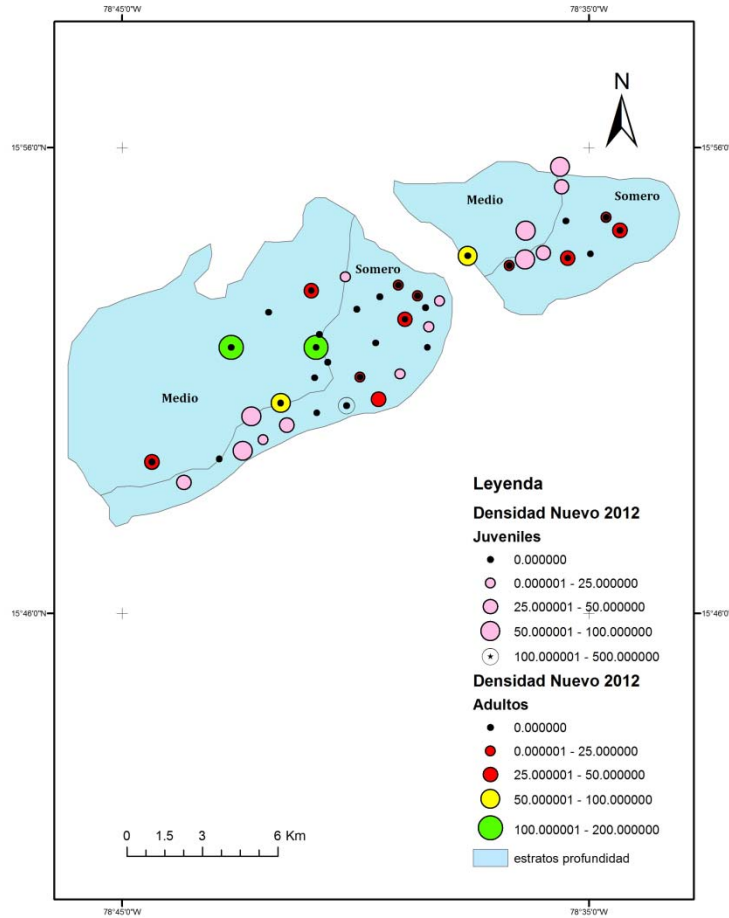 78°45'0"W 78°35'0"W
N
15°56'0"N 15°56'0"N
Medio
Somero
Somero
Medio
Leyenda
Densidad Nuevo 2012
Juveniles
0.000000
0.000001 - 25.000000
25.000001 - 50.000000
50.000001 - 100.000000
15°46'0"N 15°46'0"N
100.000001 - 500.000000
Densidad Nuevo 2012
Adultos
0.000000
0.000001 - 25.000000
25.000001 - 50.000000
50.000001 - 100.000000
100.000001 - 200.000000
estratos profundidad
0 1.5 3 6 Km
78°45'0"W 78°35'0"W